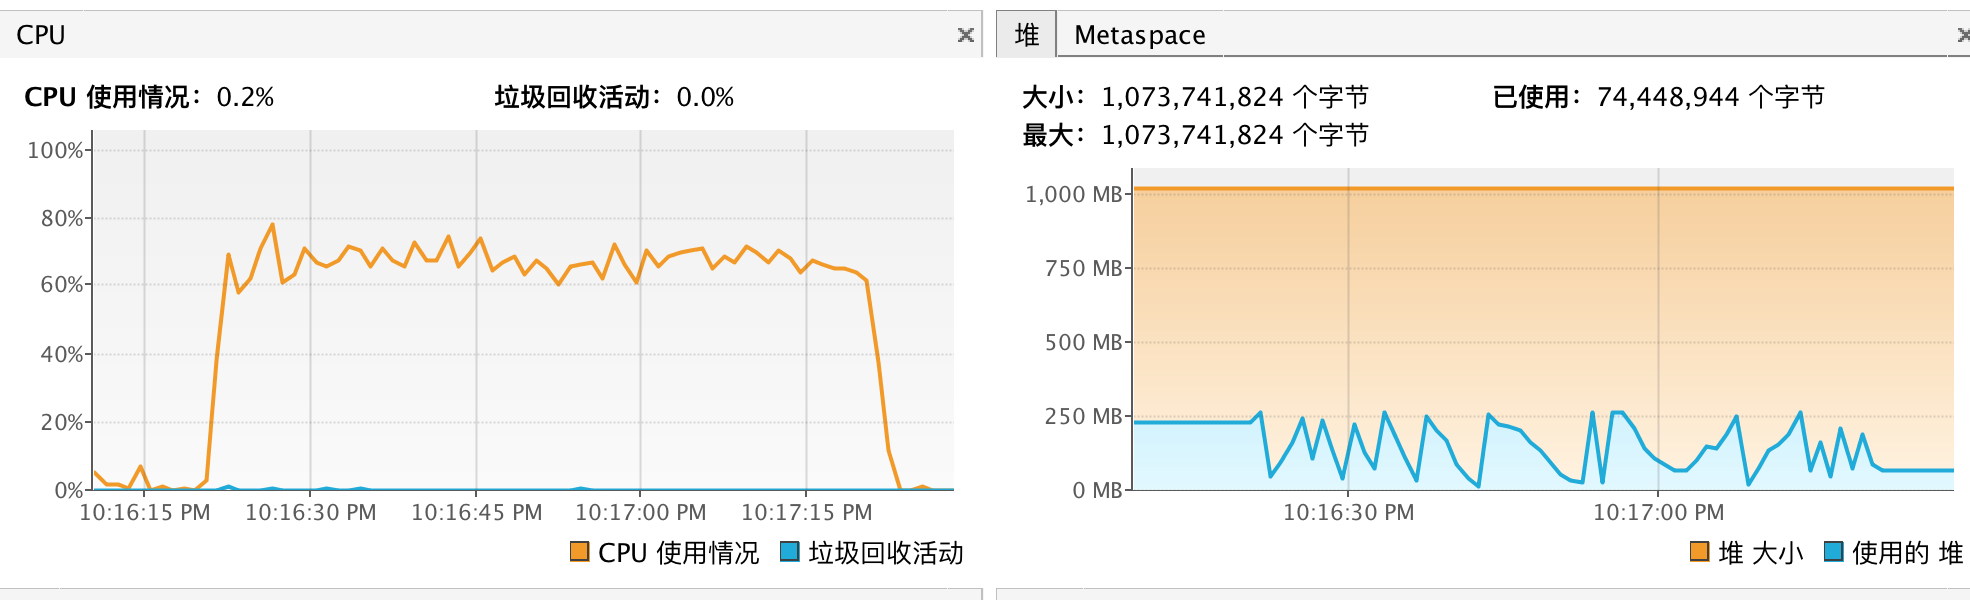 CPU
CPU 使用情况：0.2%
垃圾回收活动：0.0%
100%
80%
60%
40%
20%
0%
10:16:15 PM
10:16:30 PM
10:16:45 PM
10:17:00 PM
10:17:15 PM
CPU 使用情况
垃圾回收活动
堆
Metaspace
大小：1,073,741,824 个字节
已使用：74,448,944 个字节
最大：1,073,741,824 个字节
1,000 MB
750 MB
500 MB
250 MB
0 MB
10:16:30 PM
10:17:00 PM
堆 大小
使用的 堆